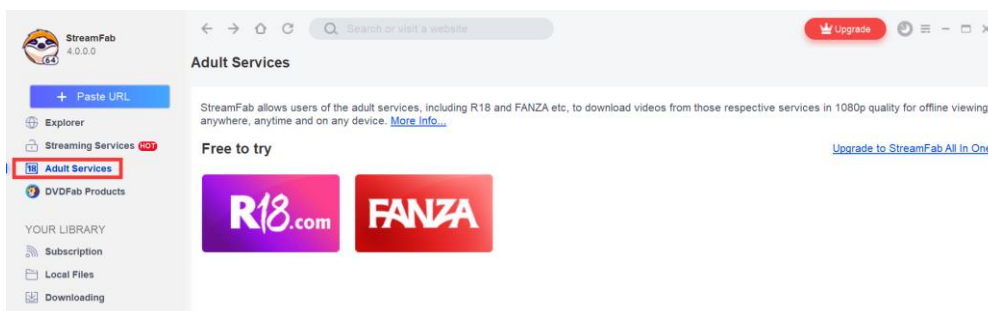 StreamFab
4.0.0.0
64
Search or visit a website
Upgrade
Adult Services
+ Paste URL
Explorer
Streaming Services HOT
18 Adult Services
DVDFab Products
YOUR LIBRARY
Subscription
Local Files
Downloading
StreamFab allows users of the adult services, including R18 and FANZA etc, to download videos from those respective services in 1080p quality for offline viewing
anywhere, anytime and on any device. More Info...
Free to try
Upgrade to StreamFab All In One
R18.com
FANZA